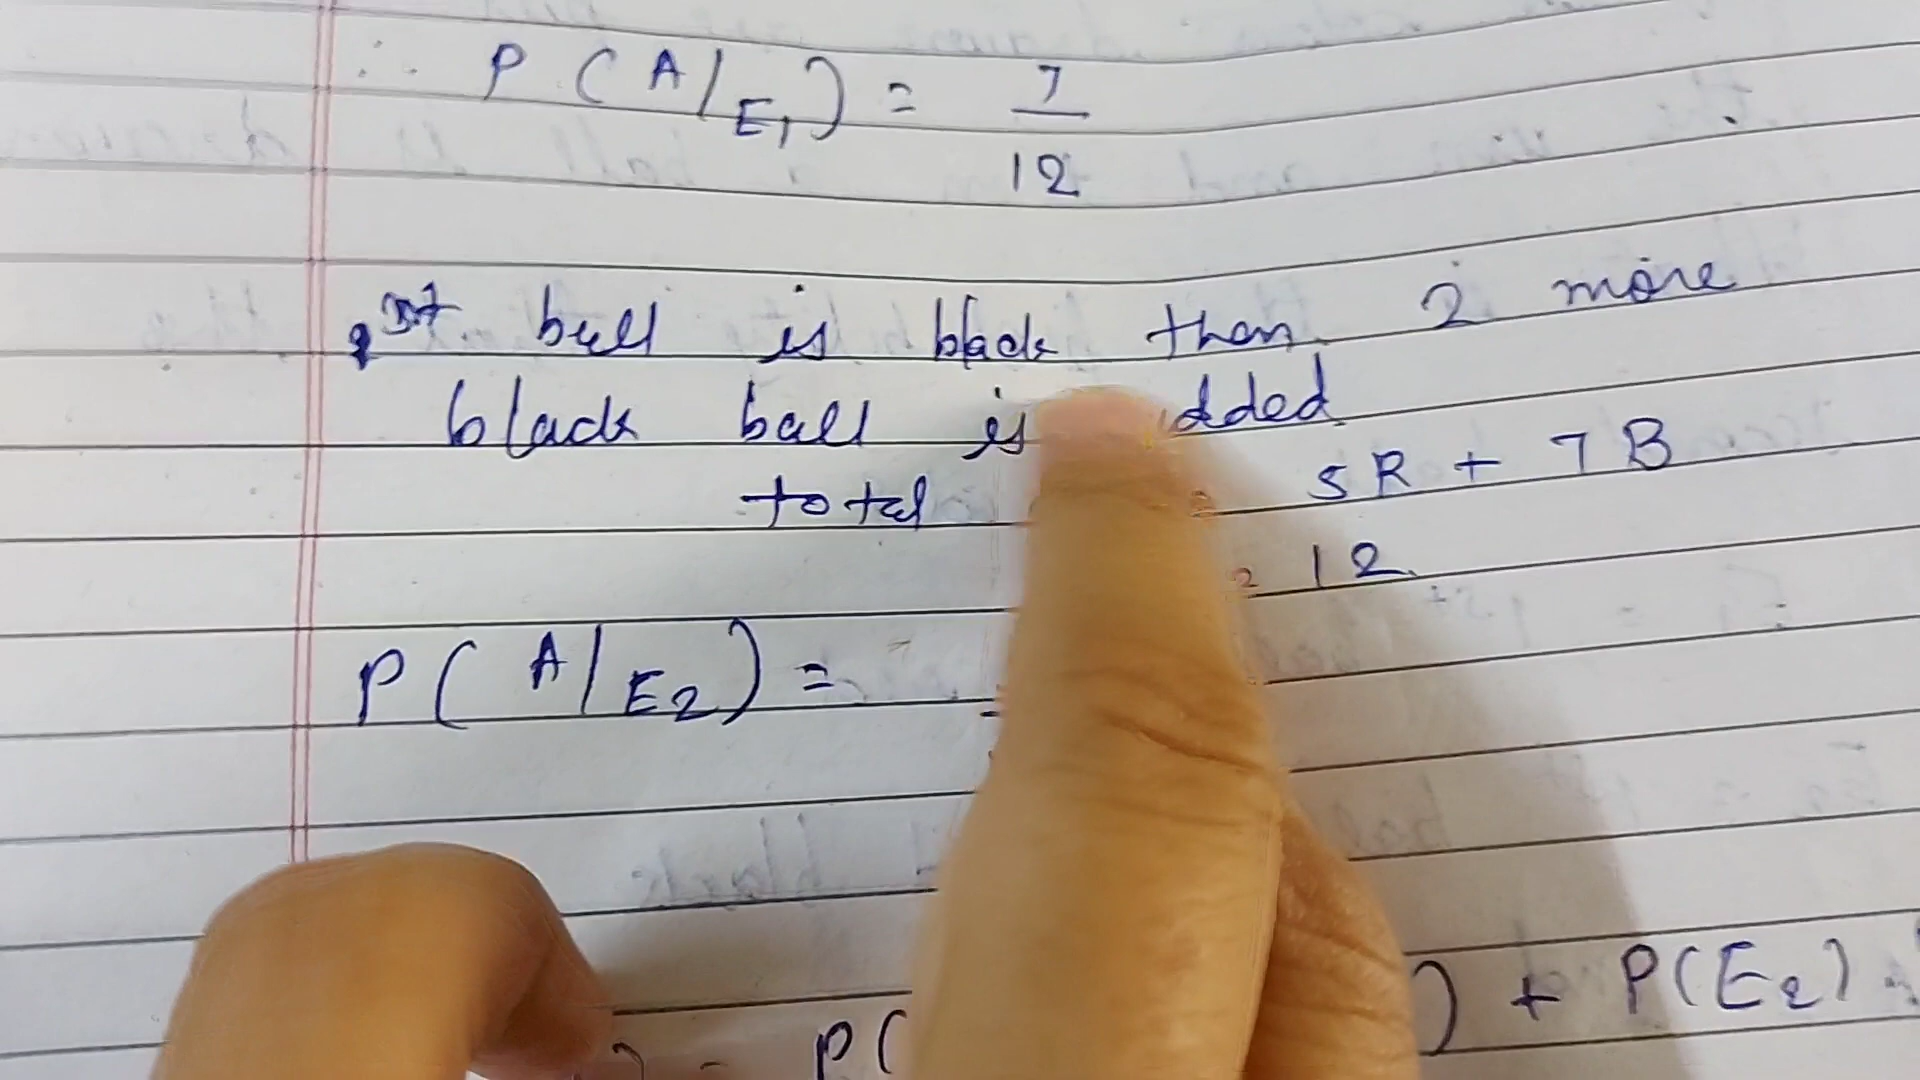 ∴ P(A/E₁) = 7/12
1st ball is black then 2 more
black ball is added
total = 5R + 7B
= 12
P(A/E₂) =
= P( ) + P(E₂)